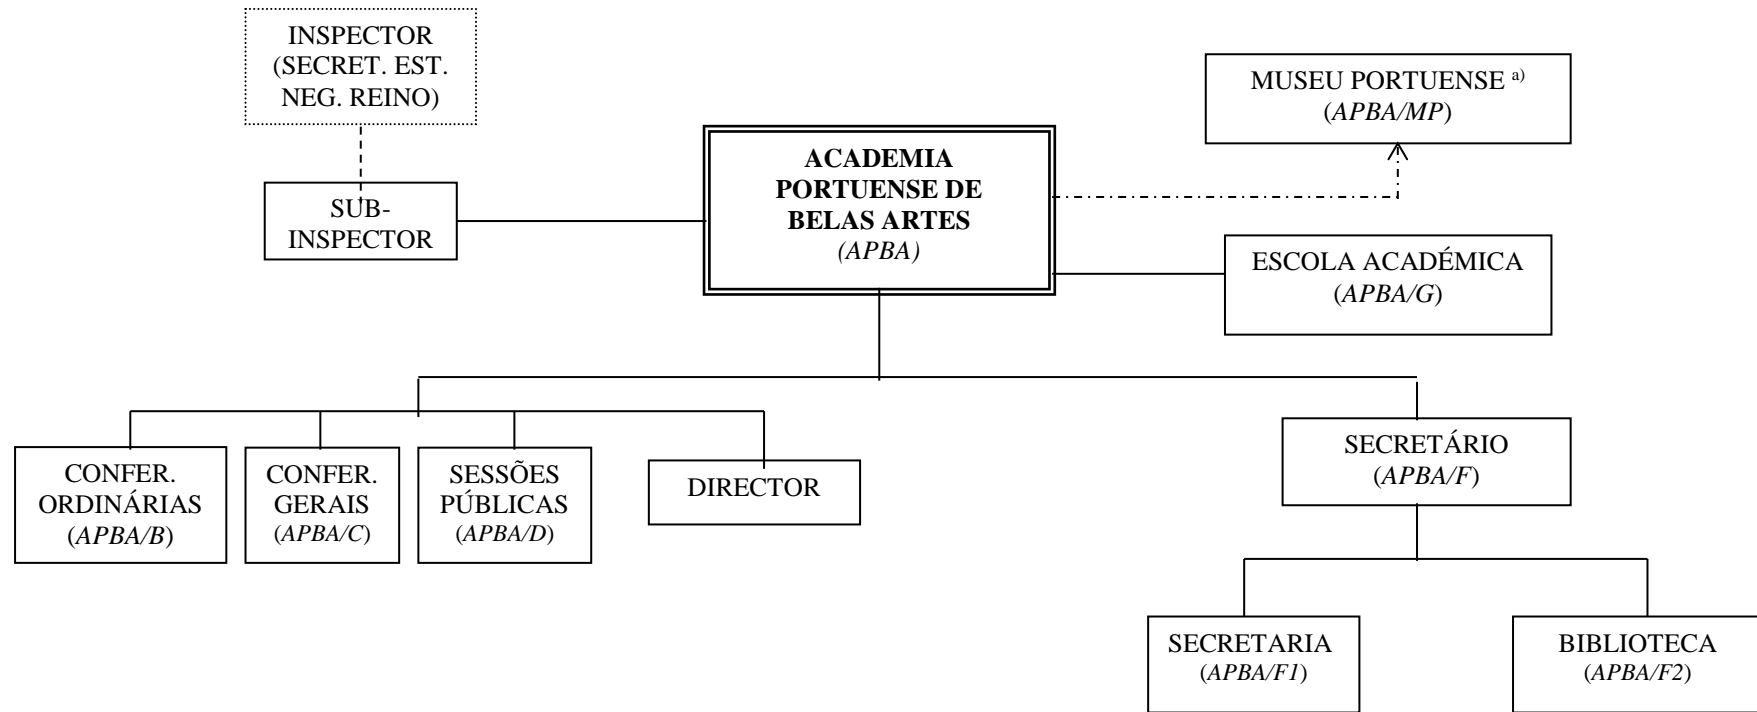 INSPECTOR
(SECRET. EST.
NEG. REINO)
SUB-
INSPECTOR
ACADEMIA
PORTUENSE DE
BELAS ARTES
(APBA)
MUSEU PORTUENSE a)
(APBA/MP)
ESCOLA ACADÉMICA
(APBA/G)
CONFER.
ORDINÁRIAS
(APBA/B)
CONFER.
GERAIS
(APBA/C)
SESSÕES
PÚBLICAS
(APBA/D)
DIRECTOR
SECRETÁRIO
(APBA/F)
SECRETARIA
(APBA/F1)
BIBLIOTECA
(APBA/F2)